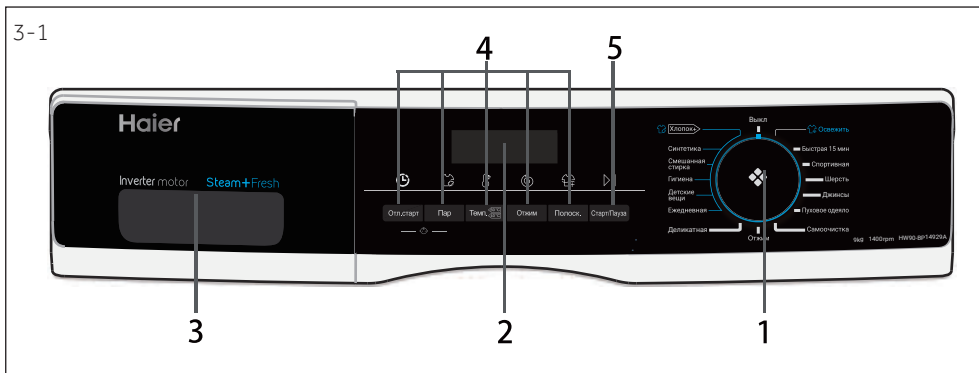 3-1
4
5
Haier
Inverter motor
Steam+Fresh
Отл.старт
Пар
Темп.
Отжим
Полоск.
Старт/Пауза
Выкл
Хлопок+
Синтетика
Смешанная
стирка
Гигиена
Детские
вещи
Ежедневная
Деликатная
Отжим
Освежить
Быстрая 15 мин
Спортивная
Шерсть
Джинсы
Пуховое одеяло
Самоочистка
9kg 1400rpm HW90-BP14929A
3
2
1